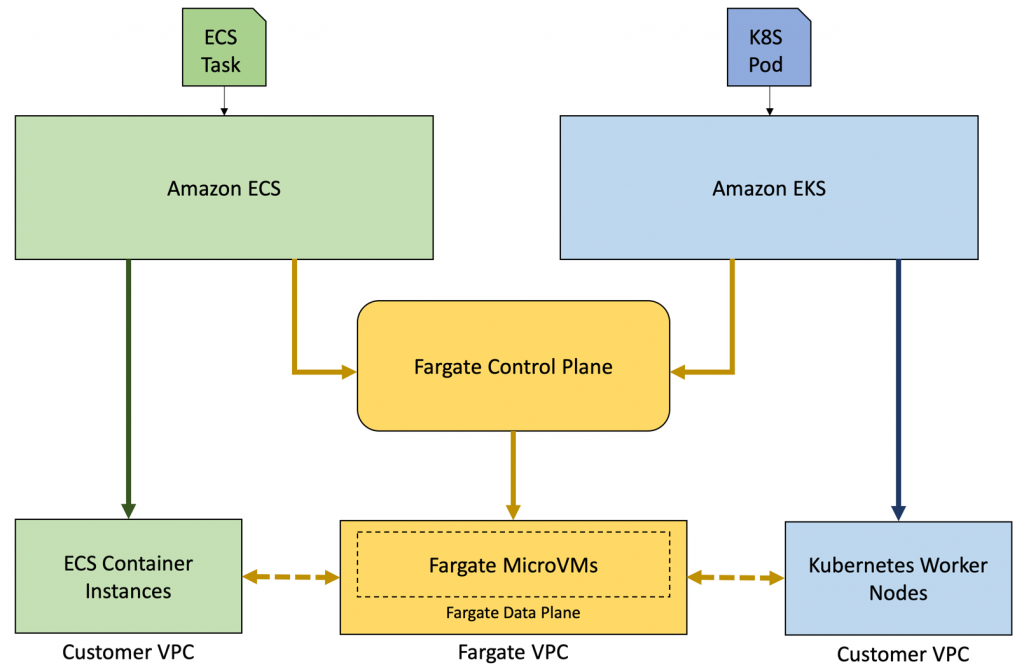 ECS
Task
K8S
Pod
Amazon ECS
Amazon EKS
Fargate Control Plane
ECS Container
Instances
Fargate MicroVMs
Fargate Data Plane
Kubernetes Worker
Nodes
Customer VPC
Fargate VPC
Customer VPC